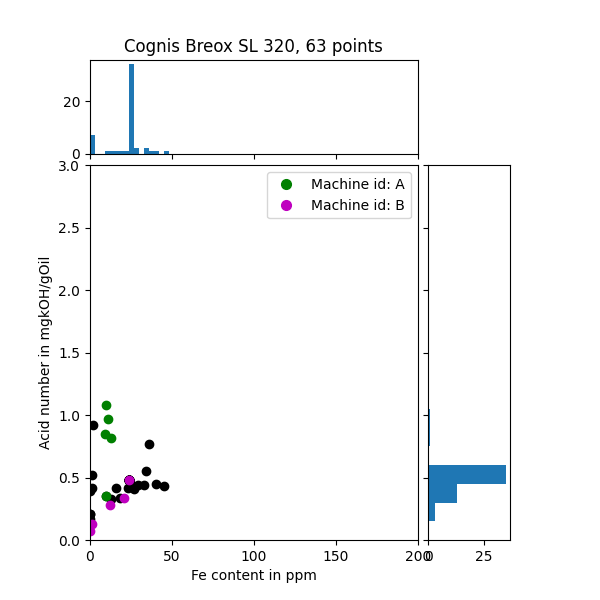 Cognis Breox SL 320, 63 points
20
0
3.0
2.5
2.0
1.5
1.0
0.5
0.0
Acid number in mgkOH/gOil
Machine id: A
Machine id: B
0 50 100 150 200
0 25
Fe content in ppm